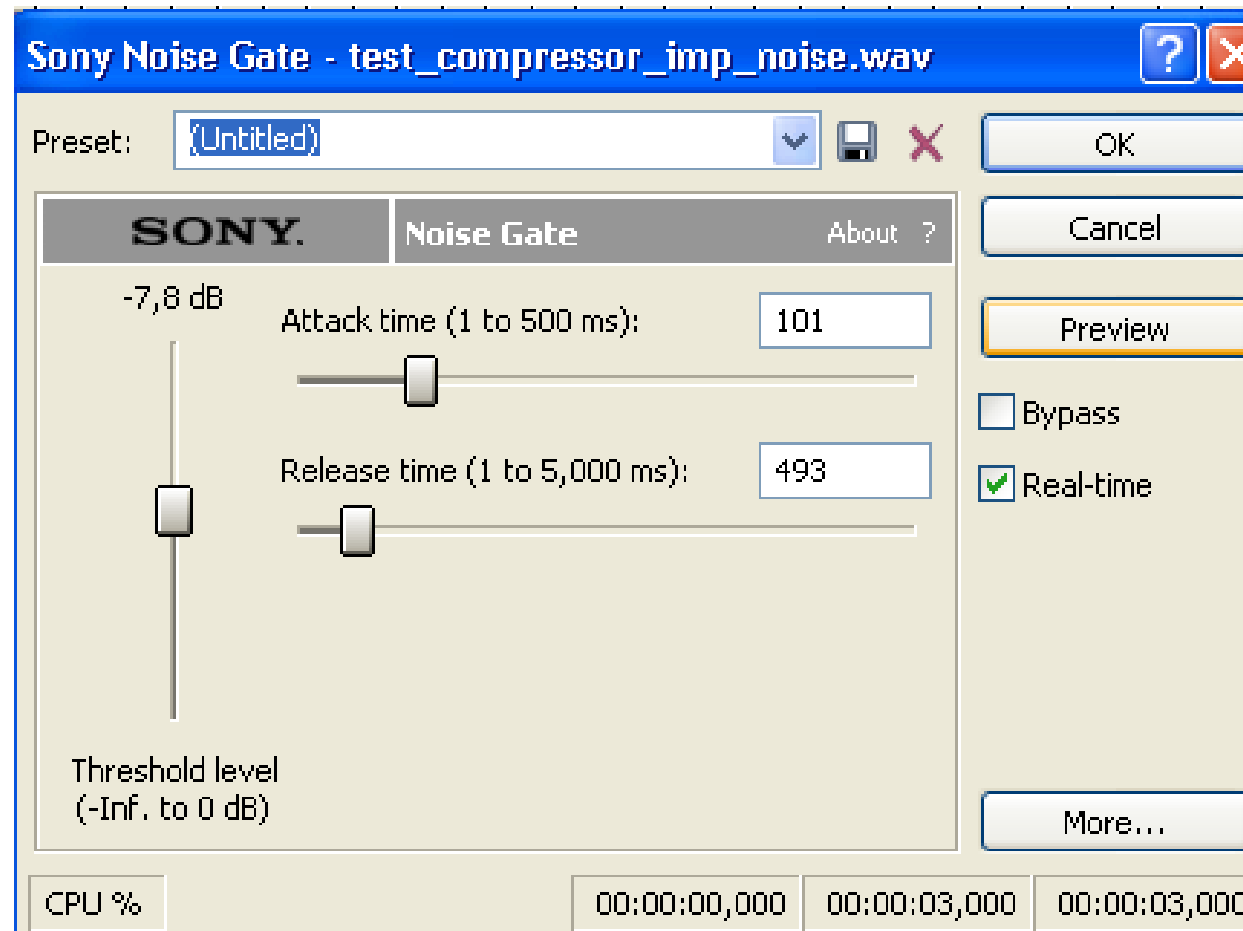 Sony Noise Gate - test_compressor_imp_noise.wav
Preset: (Untitled)
OK
SONY. Noise Gate About ?
Cancel
-7,8 dB
Attack time (1 to 500 ms): 101
Preview
Bypass
Release time (1 to 5,000 ms): 493
Real-time
Threshold level
(-Inf. to 0 dB)
More...
CPU % 00:00:00,000 00:00:03,000 00:00:03,000